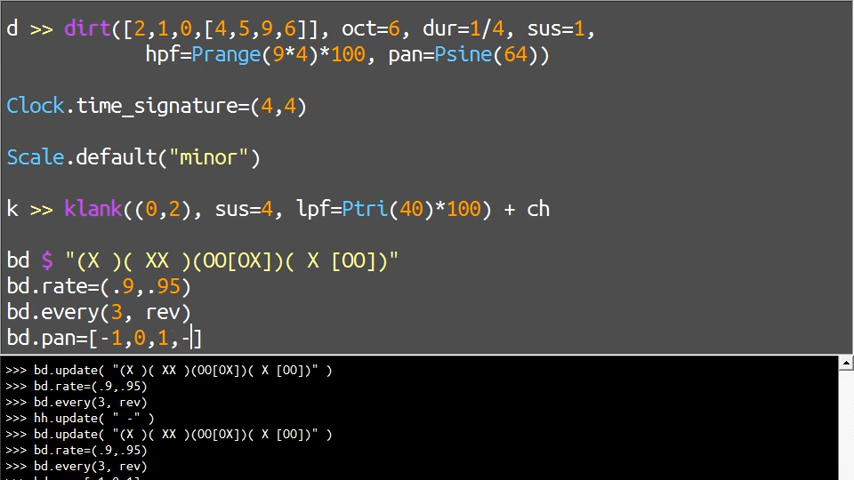 d >> dirt([2,1,0,[4,5,9,6]], oct=6, dur=1/4, sus=1,
hpf=Prange(9*4)*100, pan=Psine(64))
Clock.time_signature=(4,4)
Scale.default("minor")
k >> klank((0,2), sus=4, lpf=Ptri(40)*100) + ch
bd $ "(X )( XX )(OO[OX])( X [OO])"
bd.rate=(.9,.95)
bd.every(3, rev)
bd.pan=[-1,0,1,-]
>>> bd.update( "(X )( XX )(OO[OX])( X [OO])" )
>>> bd.rate=(.9,.95)
>>> bd.every(3, rev)
>>> hh.update( " -" )
>>> bd.update( "(X )( XX )(OO[OX])( X [OO])" )
>>> bd.rate=(.9,.95)
>>> bd.every(3, rev)